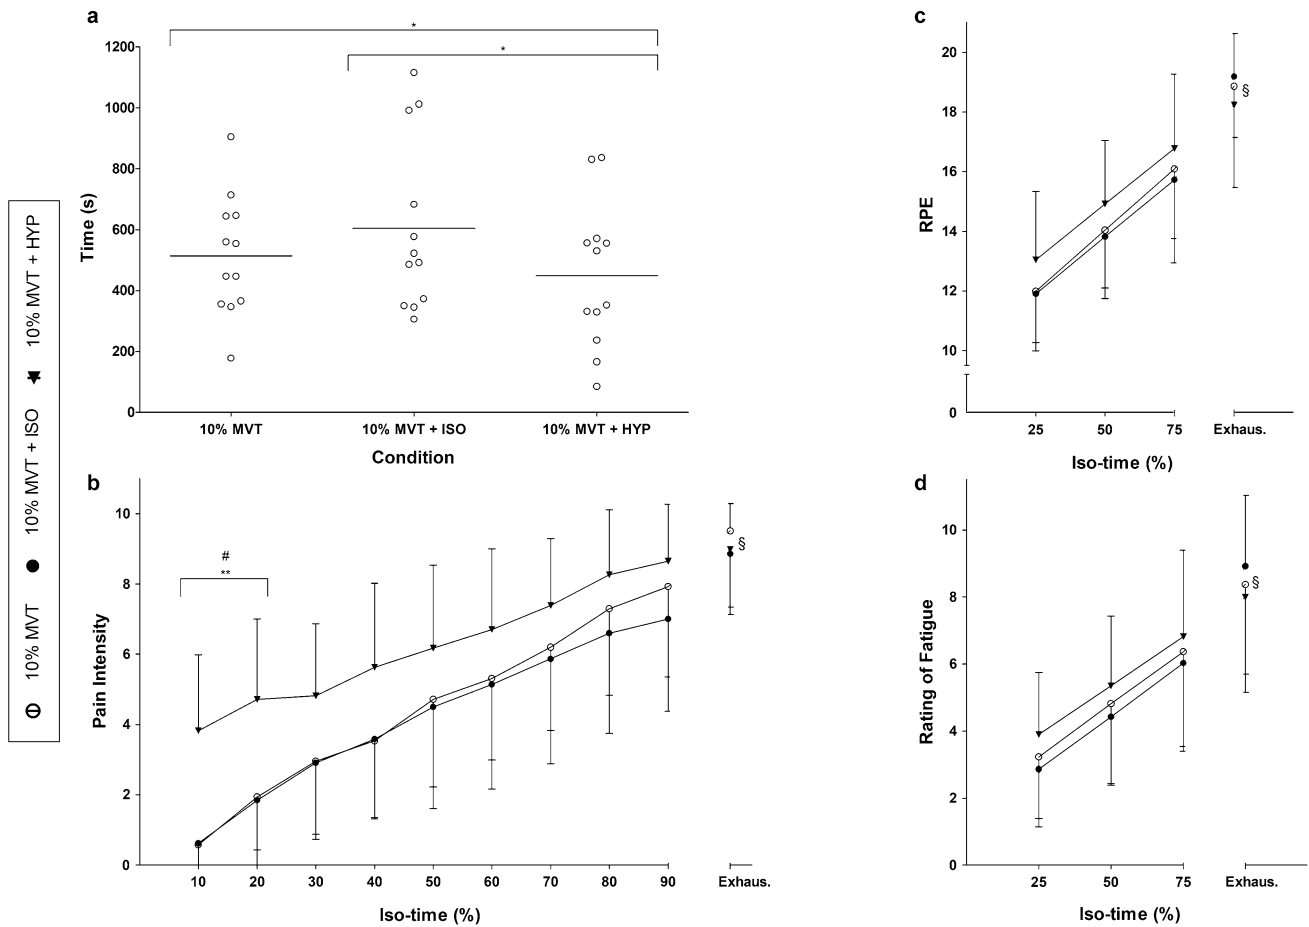 a
*
*
1200
1000
800
600
400
200
0
Time (s)
10% MVT
10% MVT + ISO
10% MVT + HYP
Condition
c
20
18
16
14
12
10
0
RPE
25
50
75
Exhaus.
Iso-time (%)
10% MVT
10% MVT + ISO
10% MVT + HYP
b
#
**
§
10
8
6
4
2
0
Pain Intensity
10
20
30
40
50
60
70
80
90
Exhaus.
Iso-time (%)
§
d
10
8
6
4
2
0
Rating of Fatigue
§
25
50
75
Exhaus.
Iso-time (%)